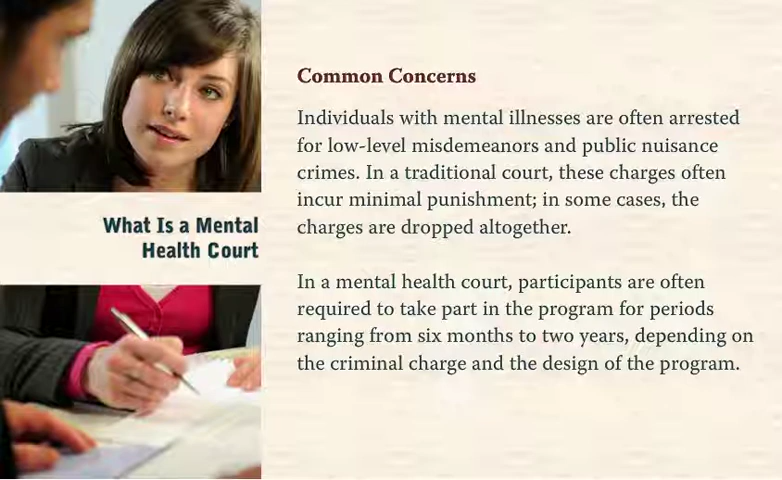 What Is a Mental
Health Court
Common Concerns
Individuals with mental illnesses are often arrested
for low-level misdemeanors and public nuisance
crimes. In a traditional court, these charges often
incur minimal punishment; in some cases, the
charges are dropped altogether.
In a mental health court, participants are often
required to take part in the program for periods
ranging from six months to two years, depending on
the criminal charge and the design of the program.